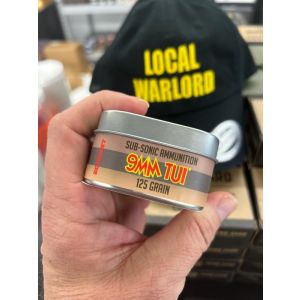 LOCAL
WARLORD
SUB-SONIC AMMUNITION
9MM TUI
125 GRAIN